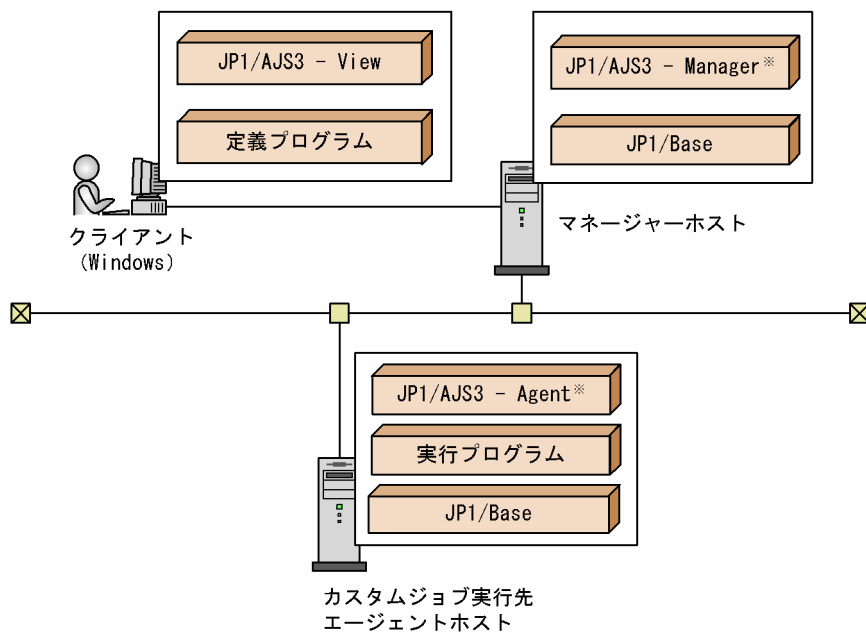 JP1/AJS3 - View
定義プログラム
JP1/AJS3 - Manager※
JP1/Base
クライアント
(Windows)
マネージャーホスト
JP1/AJS3 - Agent※
実行プログラム
JP1/Base
カスタムジョブ実行先
エージェントホスト